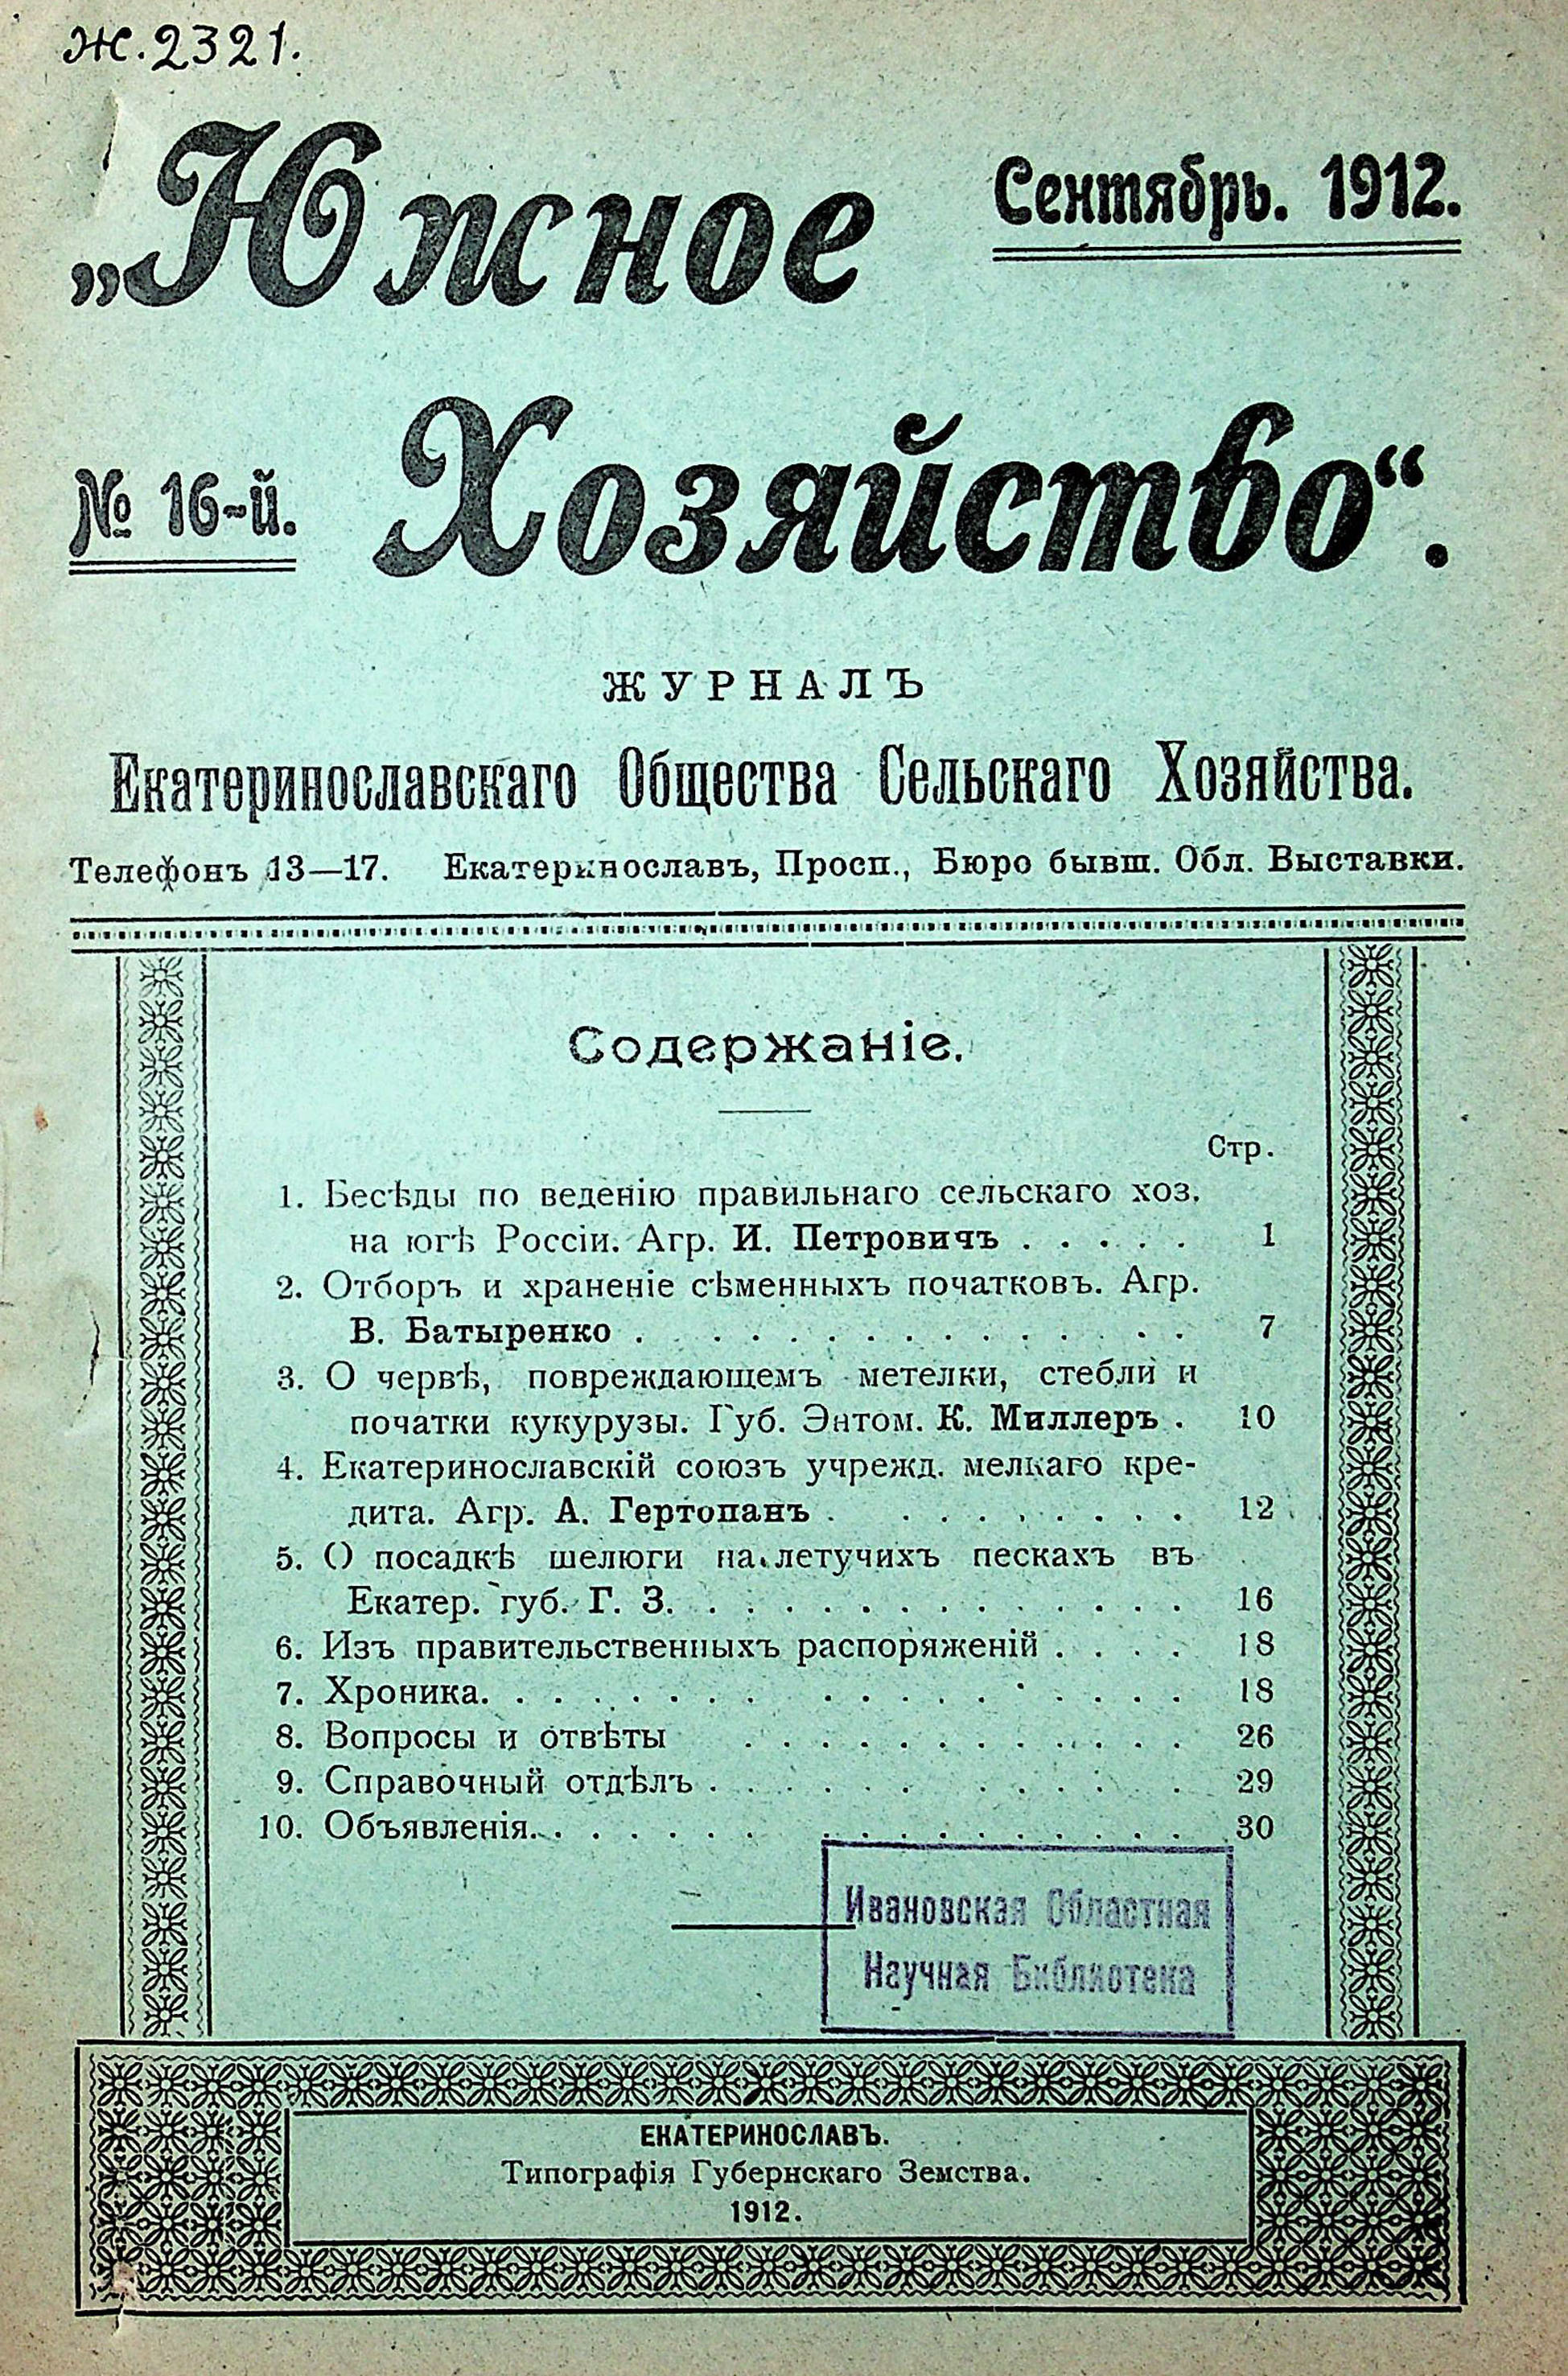 Ж.2321.
„Южное
Сентябрь. 1912.
№ 16-й.
Хозяйство“.
ЖУРНАЛЪ
Екатеринославскаго Общества Сельскаго Хозяйства.
Телефонъ 13—17. Екатеринославъ, Просп., Бюро бывш. Обл. Выставки.
Содержаніе.
Стр.
1. Бесѣды по веденію правильнаго сельскаго хоз.
на югѣ Россіи. Агр. И. Петровичъ . . . . . 1
2. Отборъ и храненіе сѣменныхъ початковъ. Агр.
В. Батыренко . . . . . . . . . . . . . 7
3. О червѣ, повреждающемъ метелки, стебли и
початки кукурузы. Губ. Энтом. К. Миллеръ . 10
4. Екатеринославскій союзъ учрежд. мелкаго кре-
дита. Агр. А. Гертопанъ . . . . . . . . . 12
5. О посадкѣ шелюги на летучихъ пескахъ въ
Екатер. губ. Г. З. . . . . . . . . . . . . . 16
6. Изъ правительственныхъ распоряженій . . . . 18
7. Хроника. . . . . . . . . . . . . . . . . 18
8. Вопросы и отвѣты . . . . . . . . . . . . 26
9. Справочный отдѣлъ . . . . . . . . . . . 29
10. Объявленія. . . . . . . . . . . . . . . . 30
Ивановская Областная
Научная Библиотека
ЕКАТЕРИНОСЛАВЪ.
Типографія Губернскаго Земства.
1912.